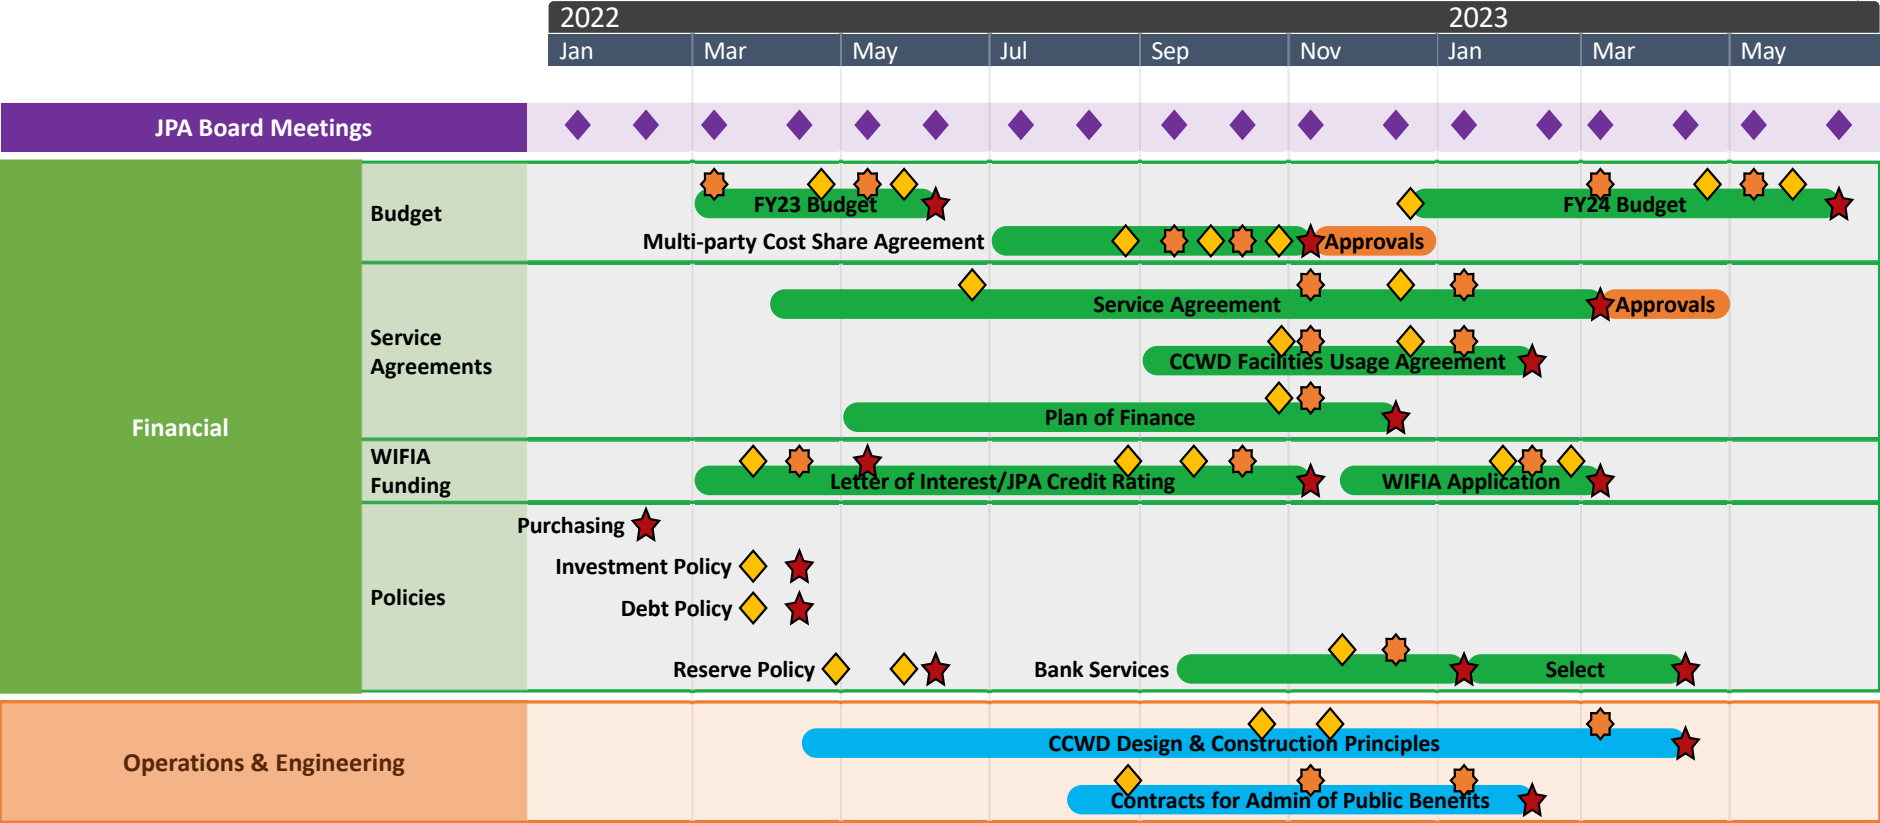 2022 2023
Jan Mar May Jul Sep Nov Jan Mar May
JPA Board Meetings
Financial
Budget
FY23 Budget
FY24 Budget
Multi-party Cost Share Agreement
Approvals
Service
Agreements
Service Agreement
Approvals
CCWD Facilities Usage Agreement
Plan of Finance
WIFIA
Funding
Letter of Interest/JPA Credit Rating
WIFIA Application
Policies
Purchasing
Investment Policy
Debt Policy
Reserve Policy
Bank Services
Select
Operations & Engineering
CCWD Design & Construction Principles
Contracts for Admin of Public Benefits